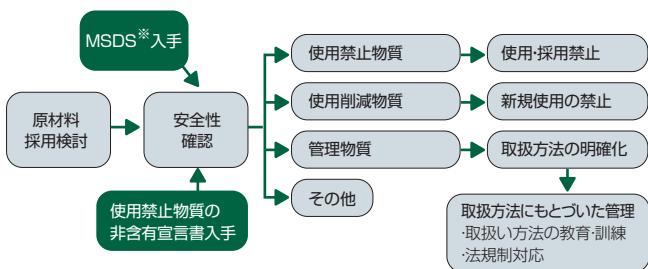 MSDS※入手
原材料
採用検討
安全性
確認
使用禁止物質の
非含有宣言書入手
使用禁止物質
使用・採用禁止
使用削減物質
新規使用の禁止
管理物質
取扱方法の明確化
その他
取扱方法にもとづいた管理
・取扱い方法の教育・訓練
・法規制対応